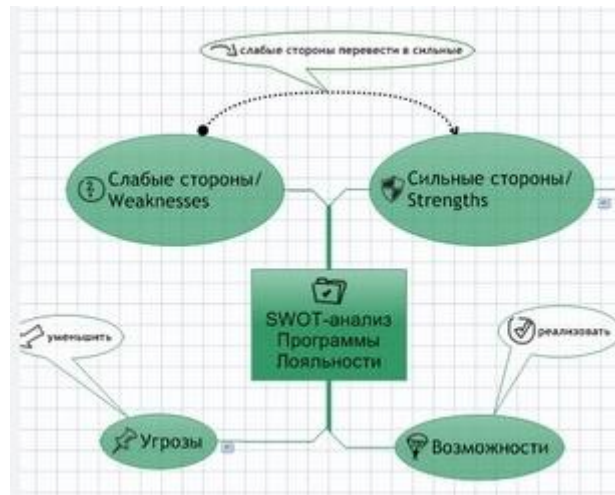 слабые стороны перевести в сильные
Слабые стороны/
Weaknesses
Сильные стороны/
Strengths
SWOT-анализ
Программы
Лояльности
уменьшить
реализовать
Угрозы
Возможности